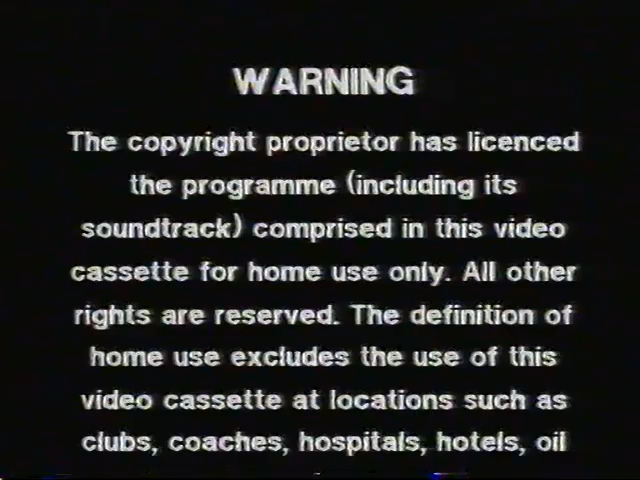 WARNING
The copyright proprietor has licenced
the programme (including its
soundtrack) comprised in this video
cassette for home use only. All other
rights are reserved. The definition of
home use excludes the use of this
video cassette at locations such as
clubs, coaches, hospitals, hotels, oil